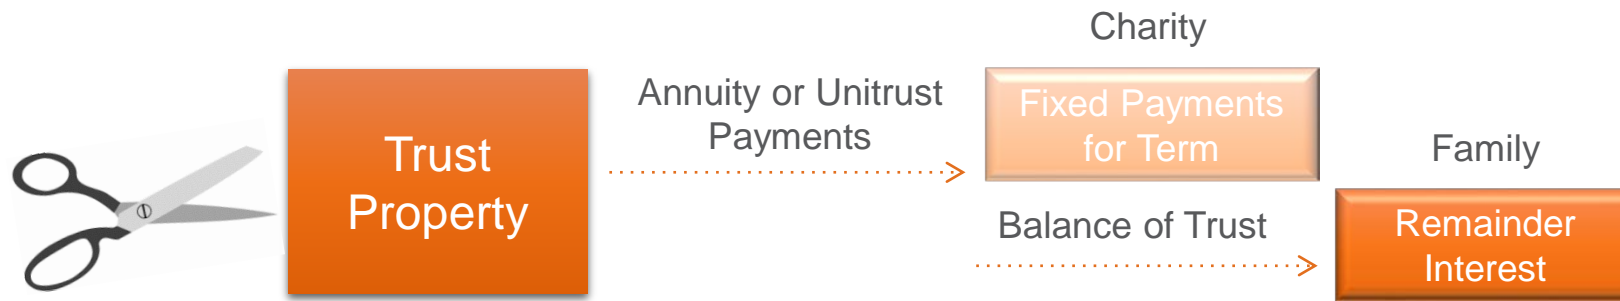 Trust
Property
Annuity or Unitrust
Payments
Charity
Fixed Payments
for Term
Balance of Trust
Family
Remainder
Interest